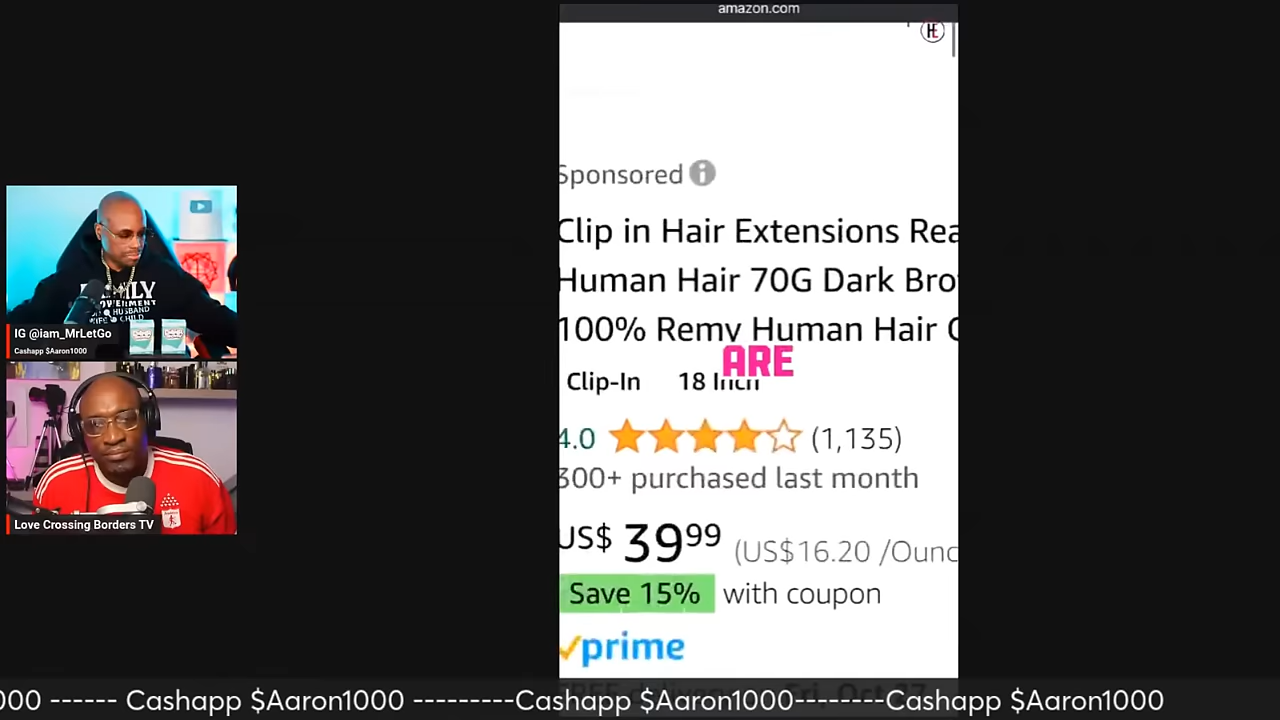 amazon.com
HE
Sponsored
Clip in Hair Extensions Rea
Human Hair 70G Dark Bro
100% Remy Human Hair
ARE
Clip-In 18 Inch
4.0 (1,135)
300+ purchased last month
US$ 39.99 (US$16.20 /Ounc
Save 15% with coupon
prime
IG @iam_MrLetGo
Cashapp $Aaron1000
Love Crossing Borders TV
000 ------ Cashapp $Aaron1000 ---------Cashapp $Aaron1000--------Cashapp $Aaron1000